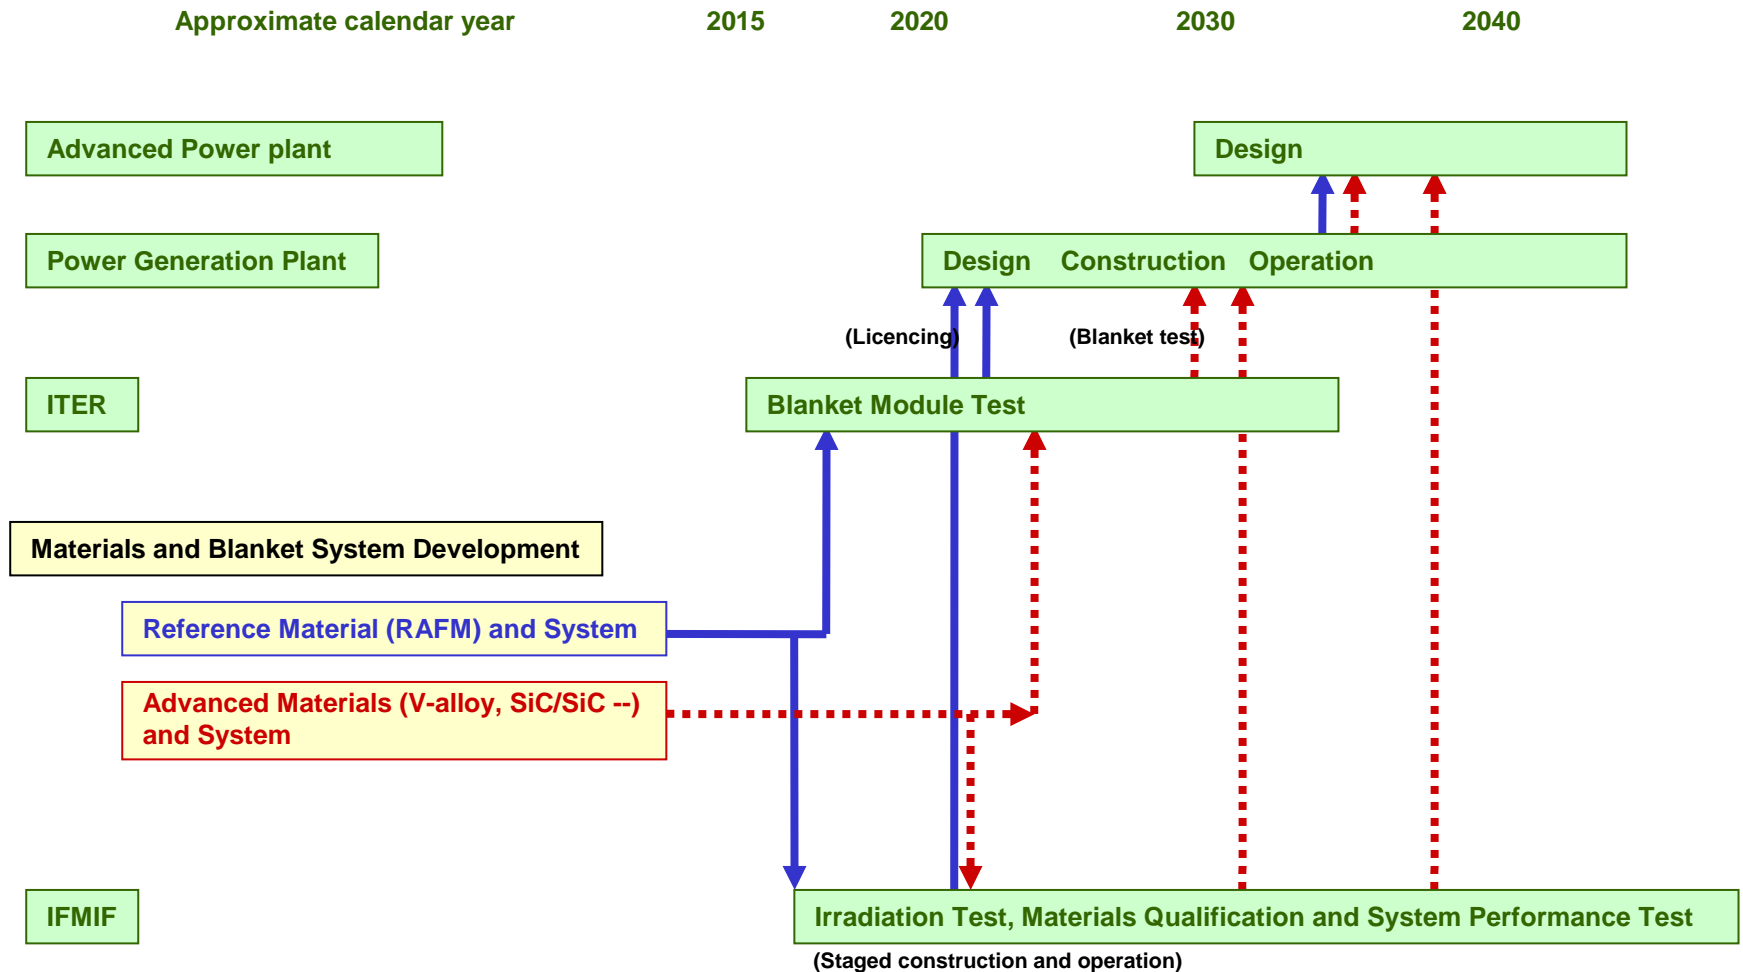 Approximate calendar year 2015 2020 2030 2040
Advanced Power plant Design
Power Generation Plant Design Construction Operation
(Licencing) (Blanket test)
ITER Blanket Module Test
Materials and Blanket System Development
Reference Material (RAFM) and System
Advanced Materials (V-alloy, SiC/SiC --)
and System
IFMIF Irradiation Test, Materials Qualification and System Performance Test
(Staged construction and operation)